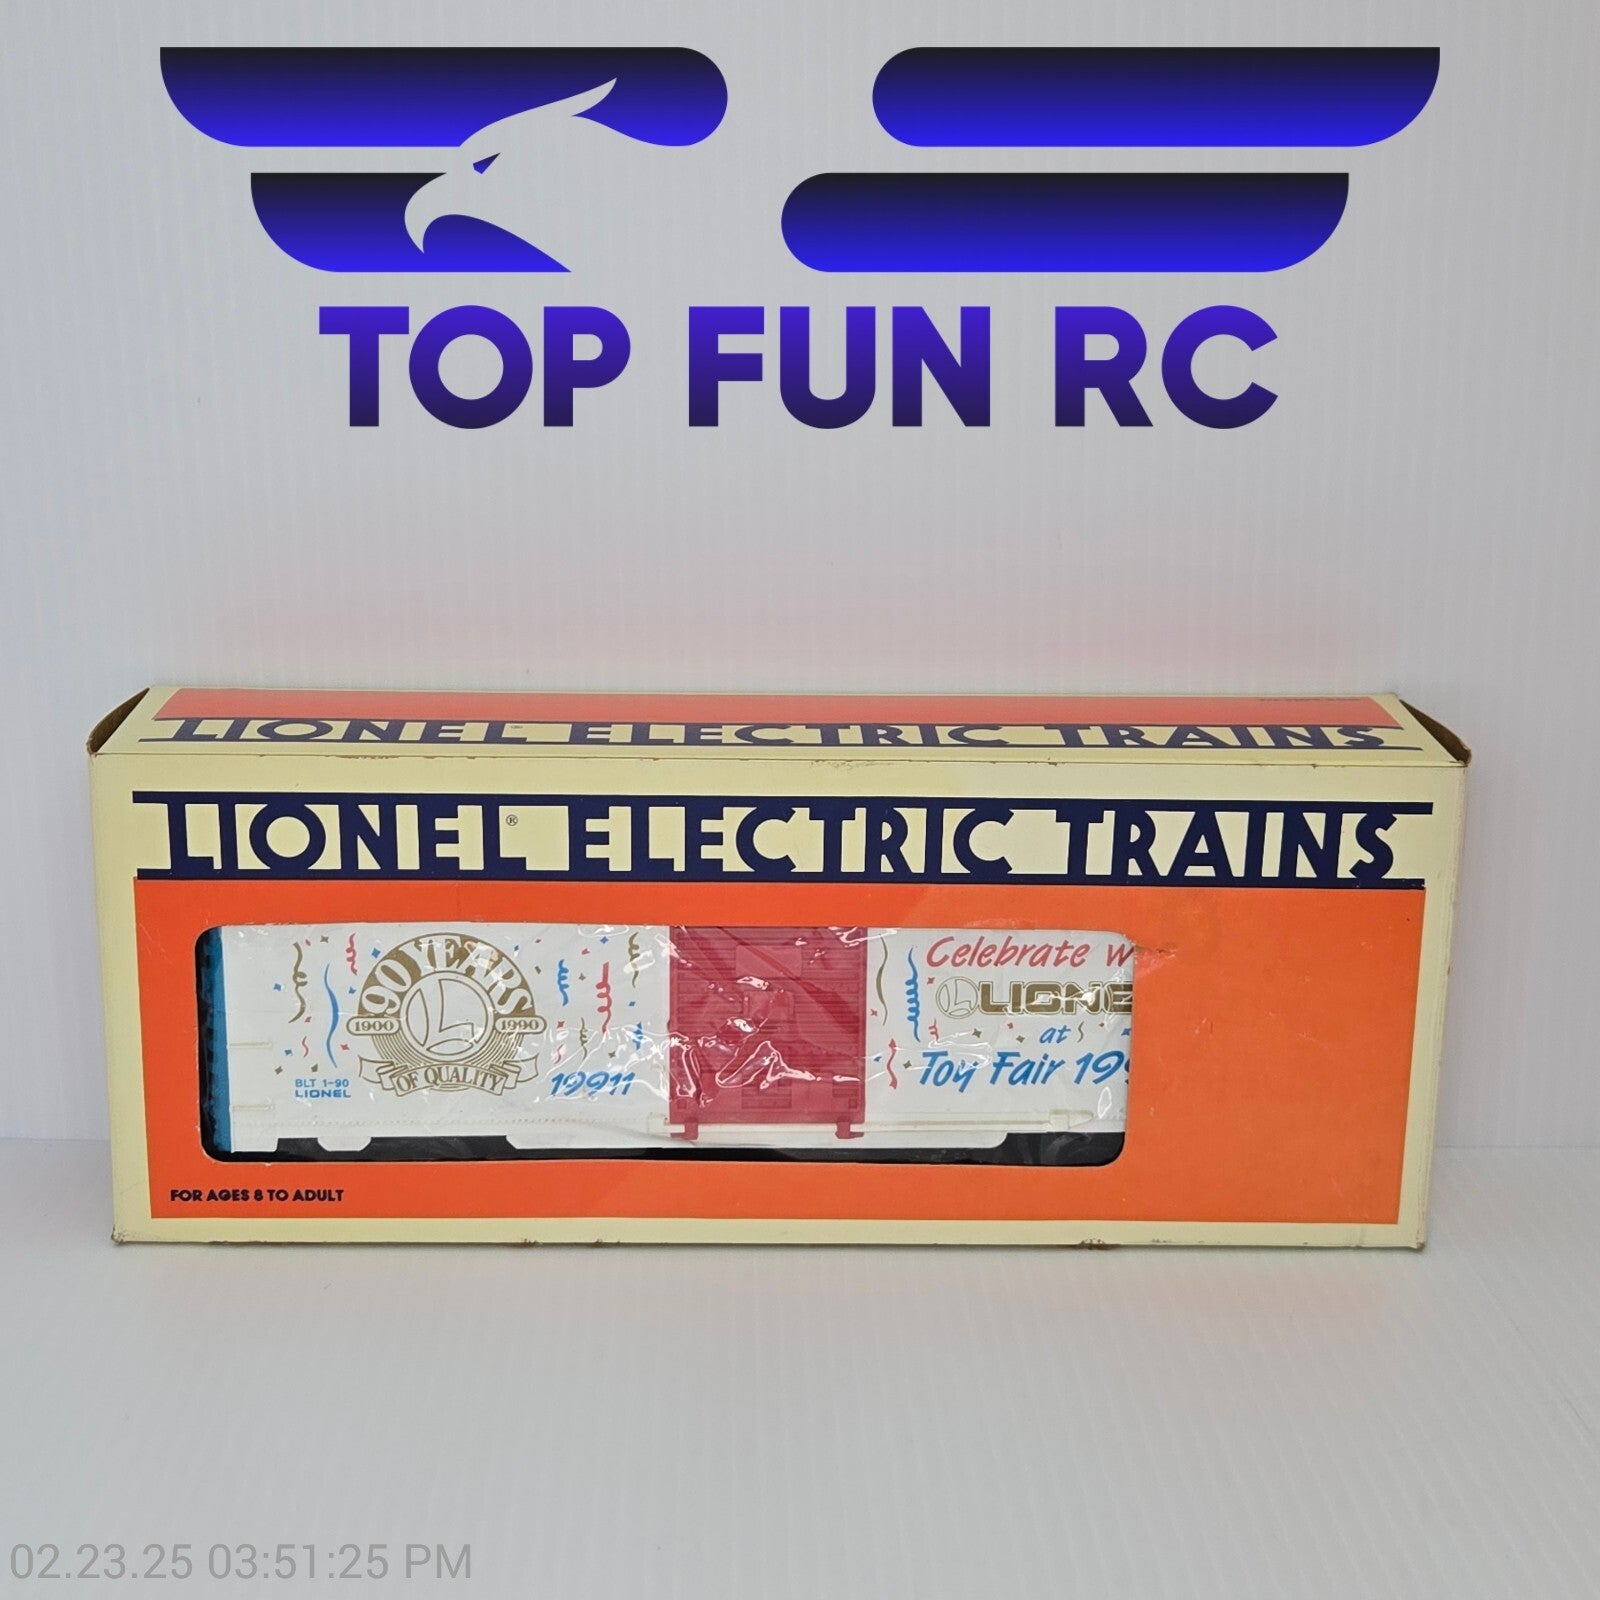 TOP FUN RC
LIONEL ELECTRIC TRAINS
LIONEL® ELECTRIC TRAINS
90 YEARS
1900 1990
OF QUALITY
BLT 1-90
LIONEL
19911
Celebrate w
LIONE
at
Toy Fair 199
FOR AGES 8 TO ADULT
02.23.25 03:51:25 PM